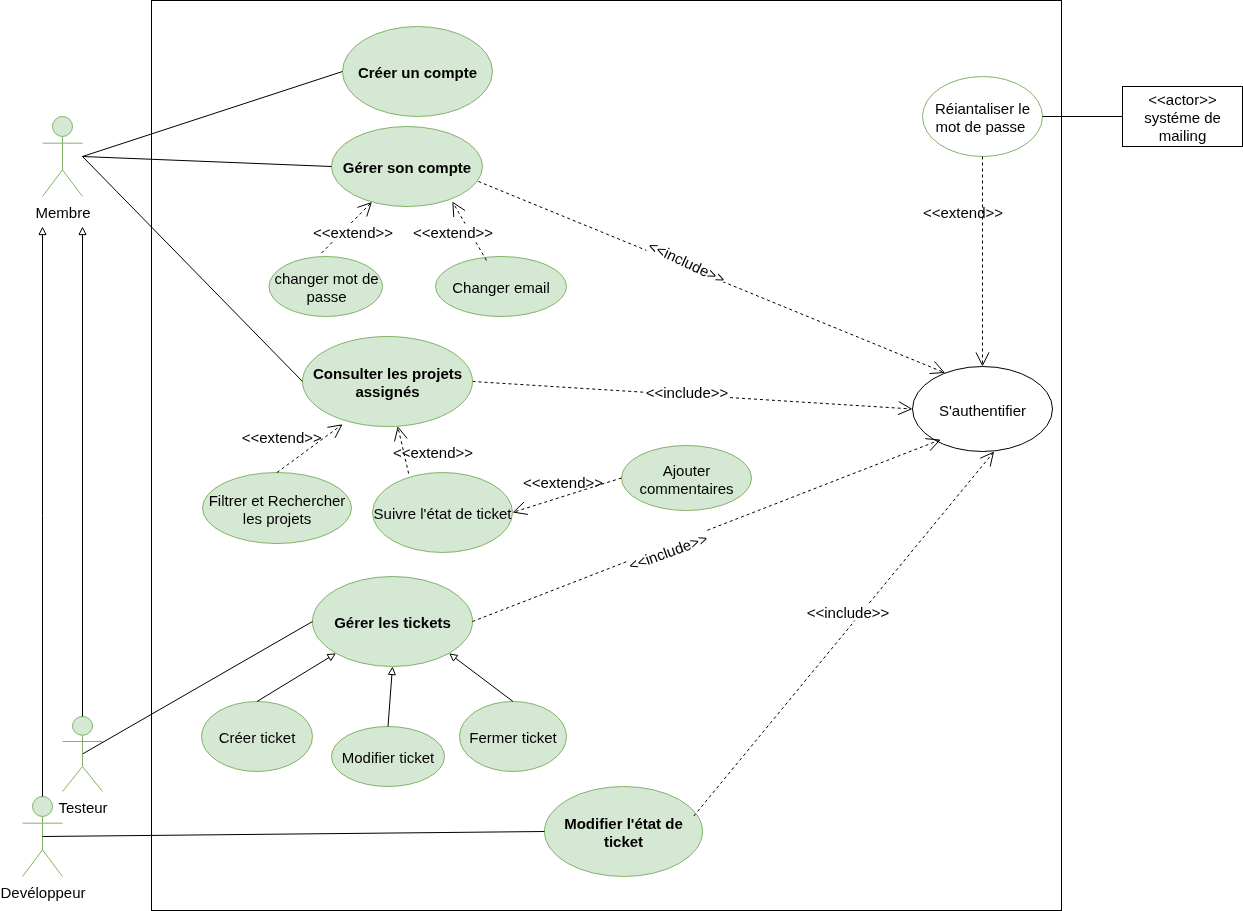 Créer un compte
Réiantaliser le
mot de passe
<<actor>>
systéme de
mailing
Gérer son compte
Membre
<<extend>>
<<extend>>
<<extend>>
<<include>>
changer mot de
passe
Changer email
Consulter les projets
assignés
<<include>>
S'authentifier
<<extend>>
<<extend>>
Filtrer et Rechercher
les projets
Suivre l'état de ticket
<<extend>>
Ajouter
commentaires
<<include>>
Gérer les tickets
<<include>>
Créer ticket
Modifier ticket
Fermer ticket
Testeur
Modifier l'état de
ticket
Devéloppeur